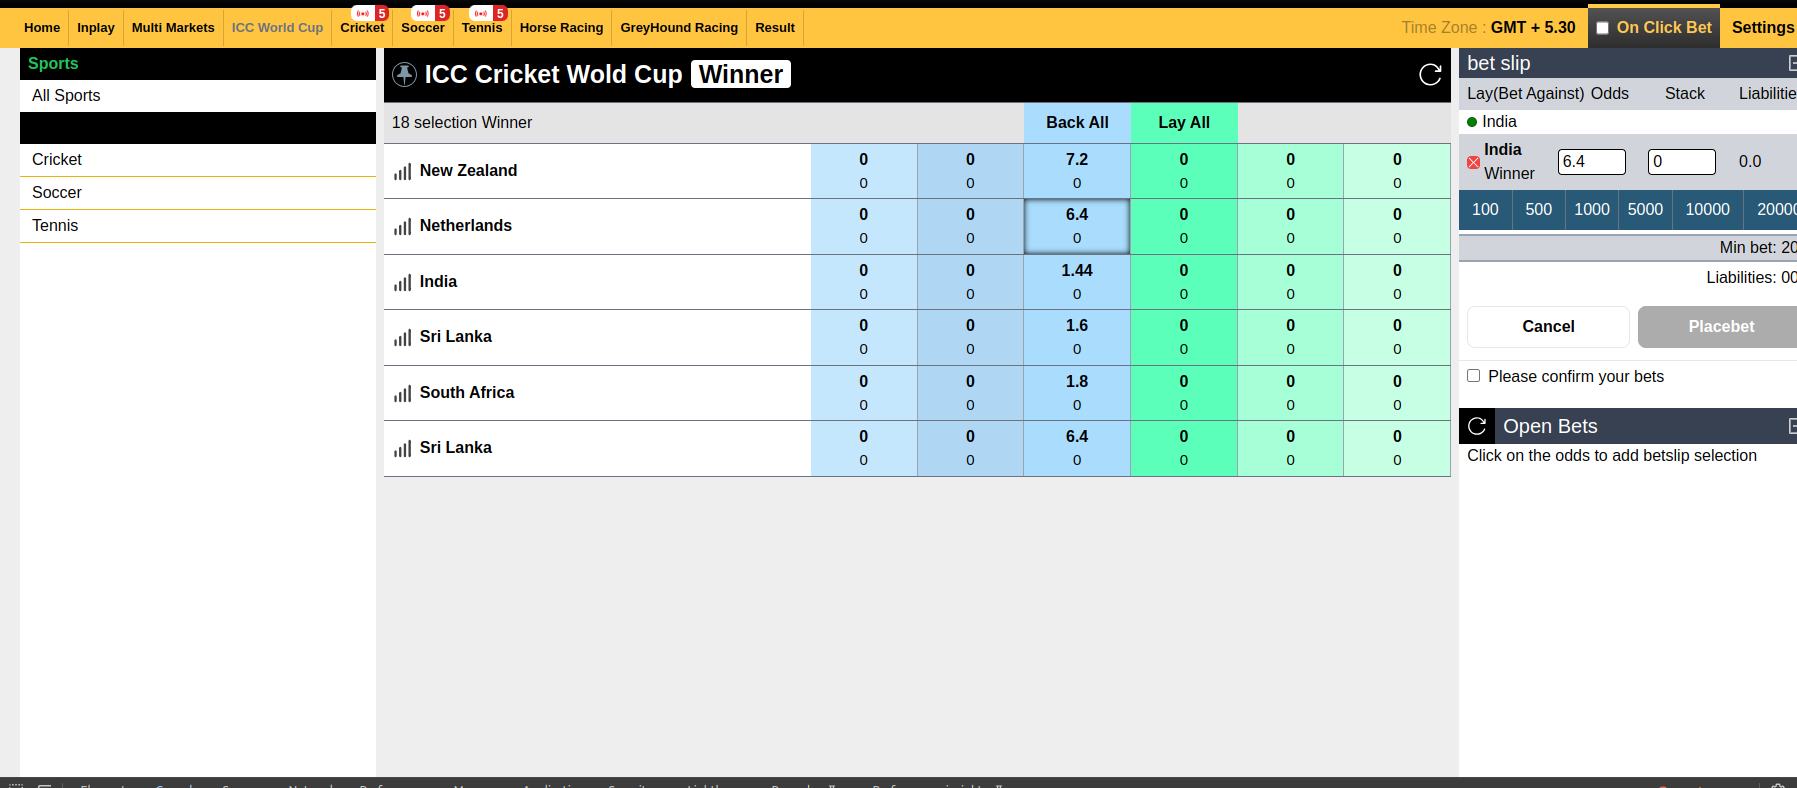 5 5 5
Home Inplay Multi Markets ICC World Cup Cricket Soccer Tennis Horse Racing GreyHound Racing Result Time Zone : GMT + 5.30 On Click Bet Settings
Sports
All Sports
Cricket
Soccer
Tennis
ICC Cricket Wold Cup Winner
18 selection Winner Back All Lay All
New Zealand 0 0 7.2 0 0 0
0 0 0 0 0 0
Netherlands 0 0 6.4 0 0 0
0 0 0 0 0 0
India 0 0 1.44 0 0 0
0 0 0 0 0 0
Sri Lanka 0 0 1.6 0 0 0
0 0 0 0 0 0
South Africa 0 0 1.8 0 0 0
0 0 0 0 0 0
Sri Lanka 0 0 6.4 0 0 0
0 0 0 0 0 0
bet slip
Lay(Bet Against) Odds Stack Liabilitie
India
India
Winner 6.4 0 0.0
100 500 1000 5000 10000 20000
Min bet: 20
Liabilities: 00
Cancel Placebet
Please confirm your bets
Open Bets
Click on the odds to add betslip selection